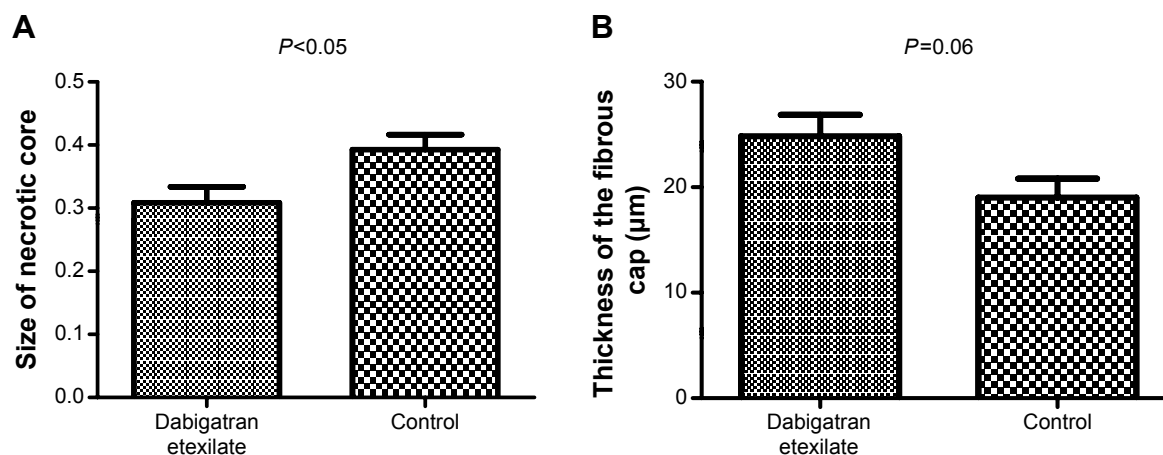 A
P<0.05
Size of necrotic core
0.5
0.4
0.3
0.2
0.1
0.0
Dabigatran
etexilate
Control
B
P=0.06
Thickness of the fibrous
cap (µm)
30
20
10
0
Dabigatran
etexilate
Control